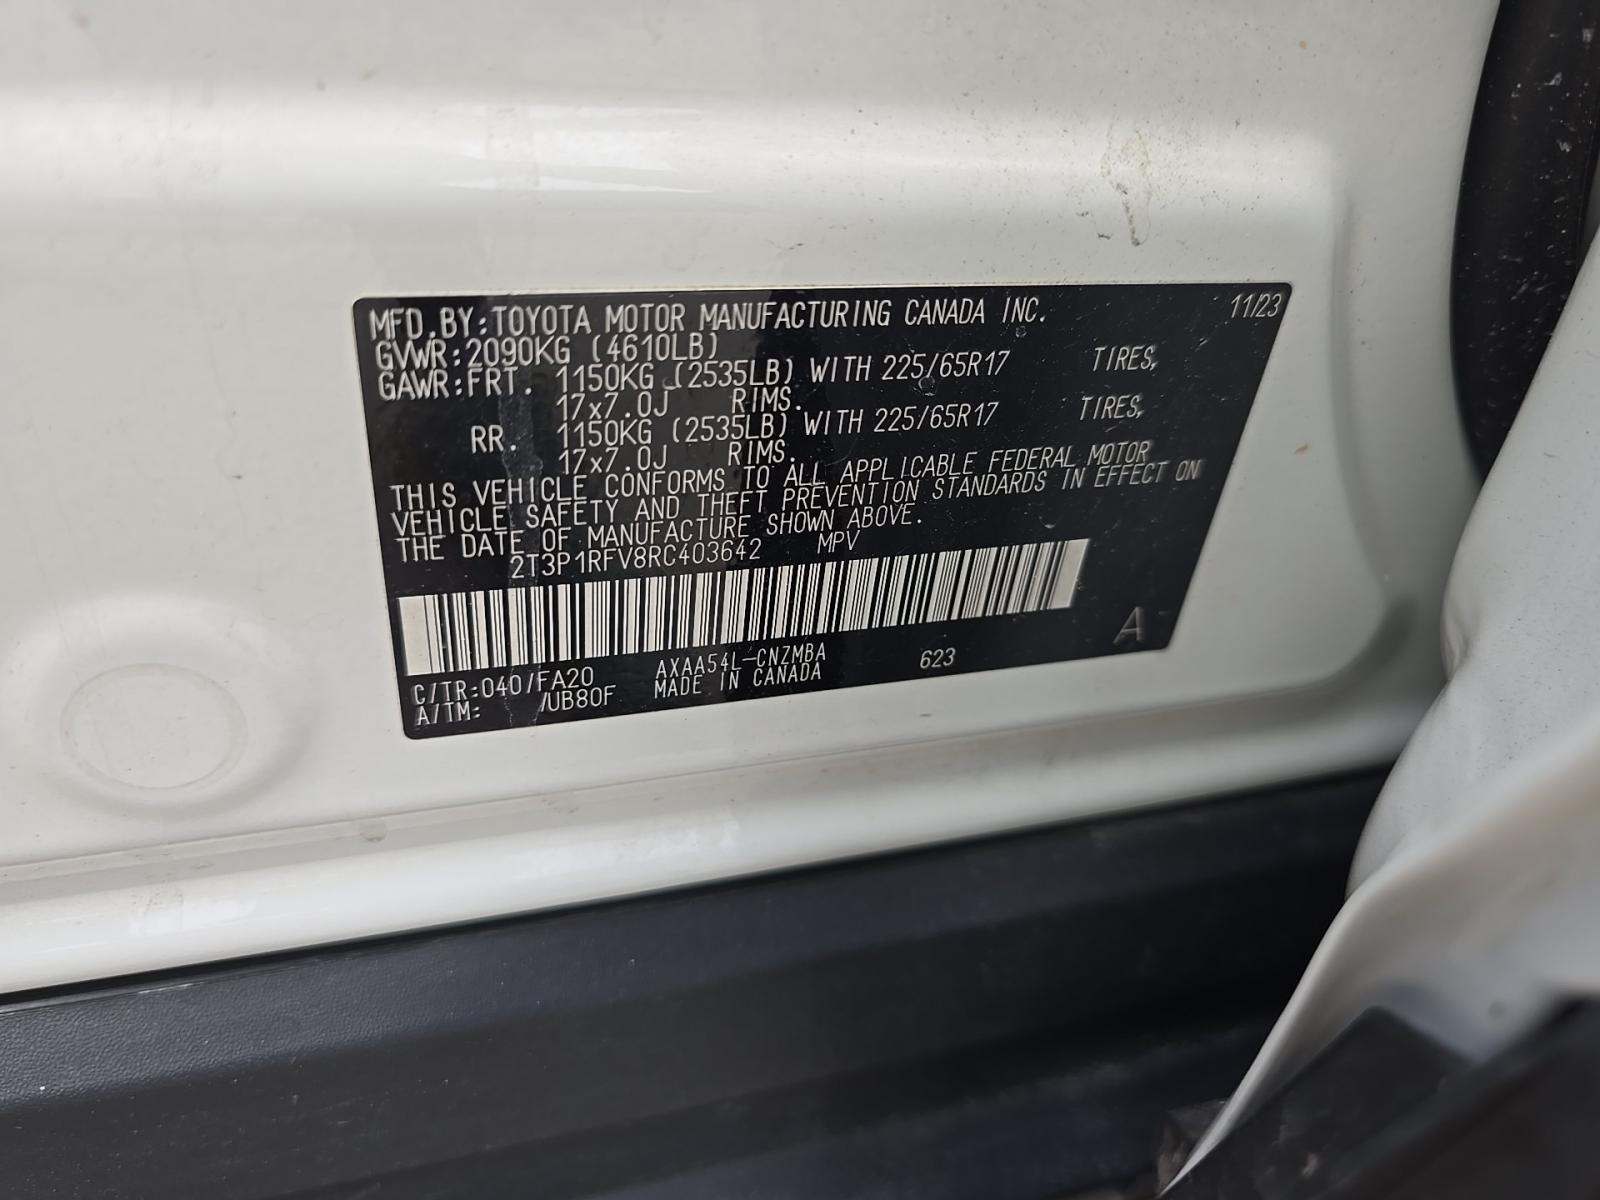 MFD.BY:TOYOTA MOTOR MANUFACTURING CANADA INC. 11/23
GVWR:2090KG (4610LB)
GAWR:FRT. 1150KG (2535LB) WITH 225/65R17 TIRES,
17x7.0J RIMS.
RR. 1150KG (2535LB) WITH 225/65R17 TIRES,
17x7.0J RIMS.
THIS VEHICLE CONFORMS TO ALL APPLICABLE FEDERAL MOTOR
VEHICLE SAFETY AND THEFT PREVENTION STANDARDS IN EFFECT ON
THE DATE OF MANUFACTURE SHOWN ABOVE.
2T3P1RFV8RC403642 MPV
C/TR:040/FA20 AXAA54L-CNZMBA 623 A
A/TM: /UB80F MADE IN CANADA